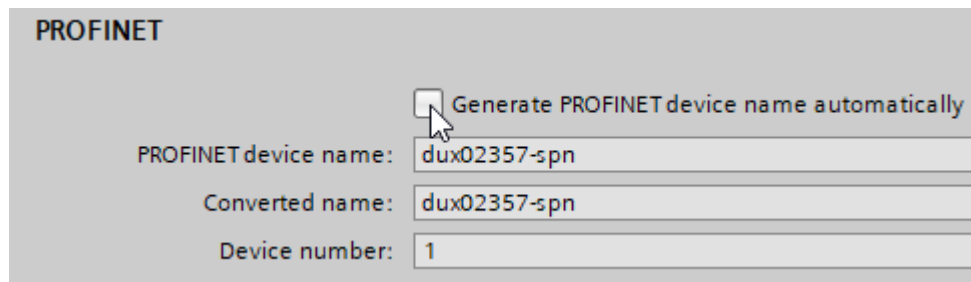 PROFINET
Generate PROFINET device name automatically
PROFINET device name: dux02357-spn
Converted name: dux02357-spn
Device number: 1